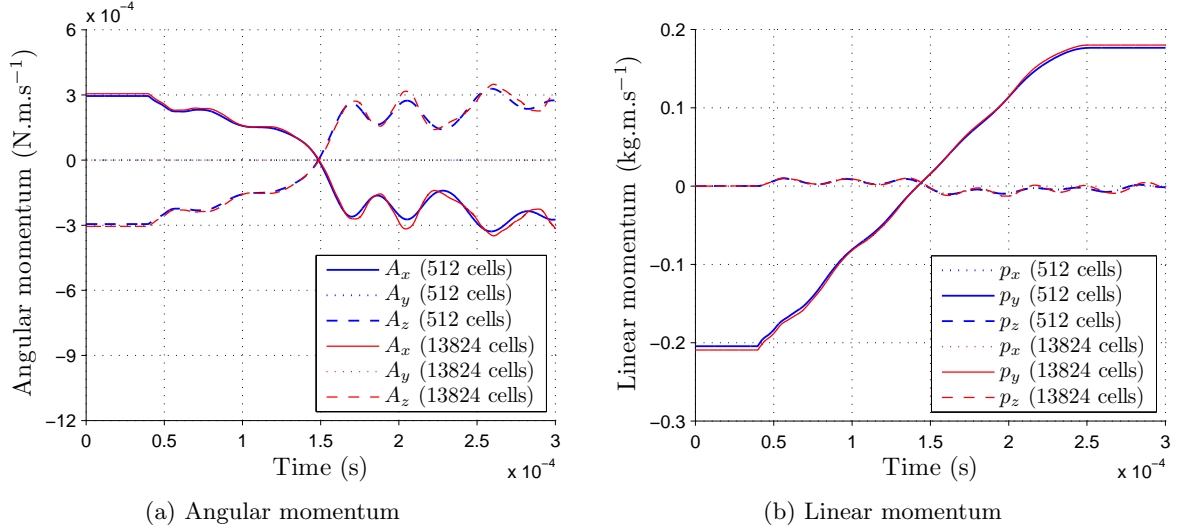 x 10⁻⁴
6
3
0
−3
−6
−9
−12
Angular momentum (N.m.s⁻¹)
A_x (512 cells)
A_y (512 cells)
A_z (512 cells)
A_x (13824 cells)
A_y (13824 cells)
A_z (13824 cells)
0 0.5 1 1.5 2 2.5 3
Time (s)
x 10⁻⁴
(a) Angular momentum
0.2
0.1
0
−0.1
−0.2
−0.3
Linear momentum (kg.m.s⁻¹)
p_x (512 cells)
p_y (512 cells)
p_z (512 cells)
p_x (13824 cells)
p_y (13824 cells)
p_z (13824 cells)
0 0.5 1 1.5 2 2.5 3
Time (s)
x 10⁻⁴
(b) Linear momentum